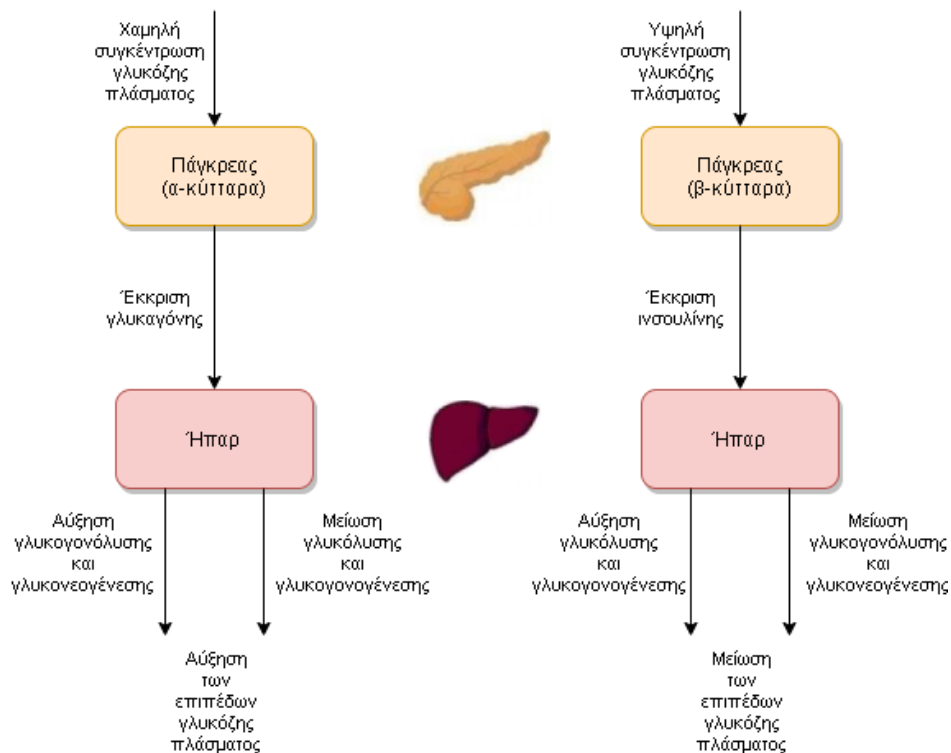 Χαμηλή
συγκέντρωση
γλυκόζης
πλάσματος
Πάγκρεας
(α-κύτταρα)
Έκκριση
γλυκαγόνης
Ήπαρ
Αύξηση
γλυκογονόλυσης
και
γλυκονεογένεσης
Μείωση
γλυκόλυσης
και
γλυκογονογένεσης
Αύξηση
των
επιπέδων
γλυκόζης
πλάσματος
Υψηλή
συγκέντρωση
γλυκόζης
πλάσματος
Πάγκρεας
(β-κύτταρα)
Έκκριση
ινσουλίνης
Ήπαρ
Αύξηση
γλυκόλυσης
και
γλυκογονογένεσης
Μείωση
γλυκογονόλυσης
και
γλυκονεογένεσης
Μείωση
των
επιπέδων
γλυκόζης
πλάσματος